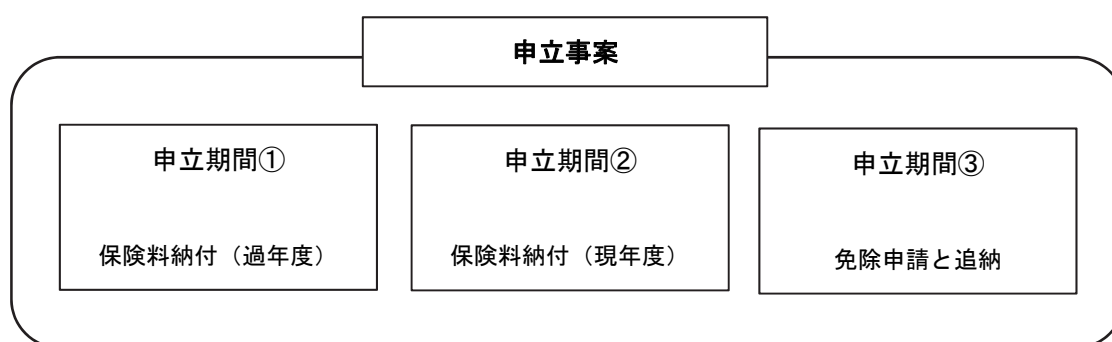 申立事案
申立期間①
保険料納付（過年度）
申立期間②
保険料納付（現年度）
申立期間③
免除申請と追納